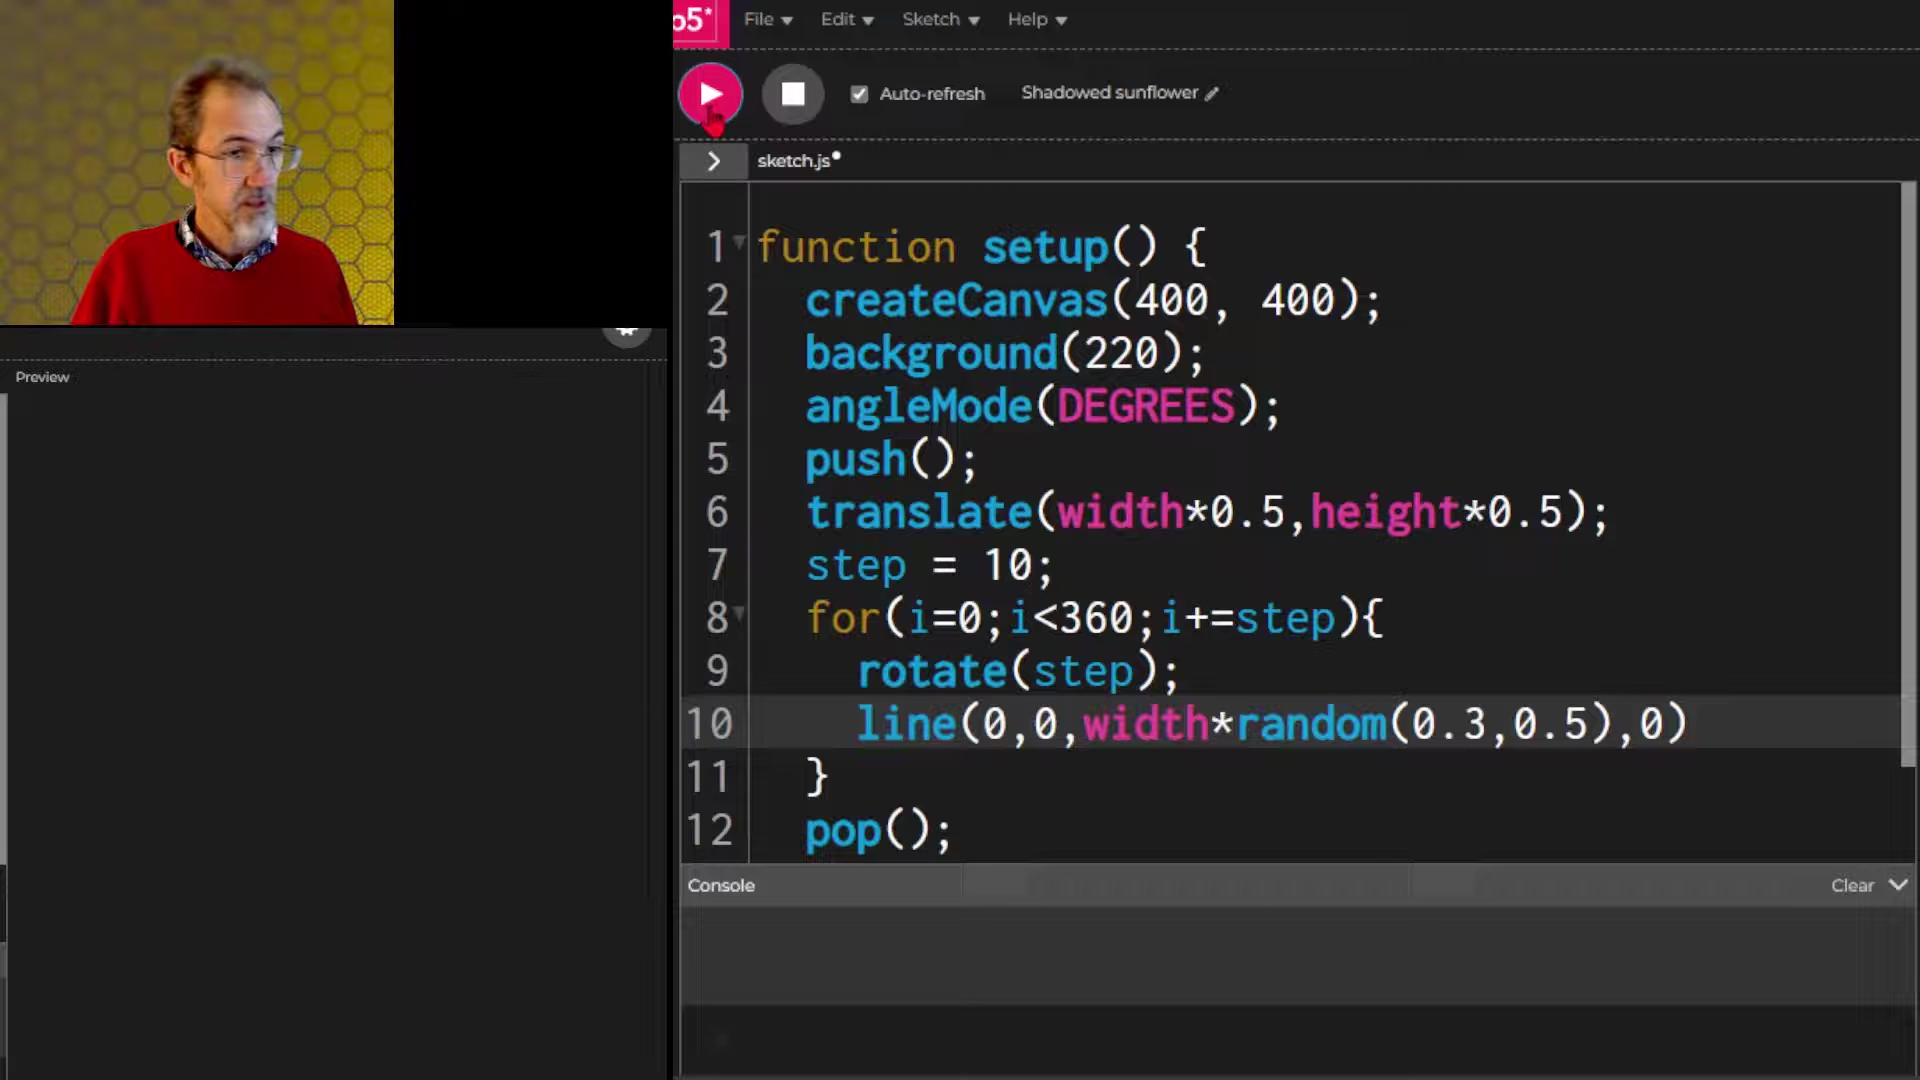 p5*
File
Edit
Sketch
Help
Auto-refresh
Shadowed sunflower
sketch.js
Preview
1 function setup() {
2 createCanvas(400, 400);
3 background(220);
4 angleMode(DEGREES);
5 push();
6 translate(width*0.5,height*0.5);
7 step = 10;
8 for(i=0;i<360;i+=step){
9 rotate(step);
10 line(0,0,width*random(0.3,0.5),0)
11 }
12 pop();
Console
Clear